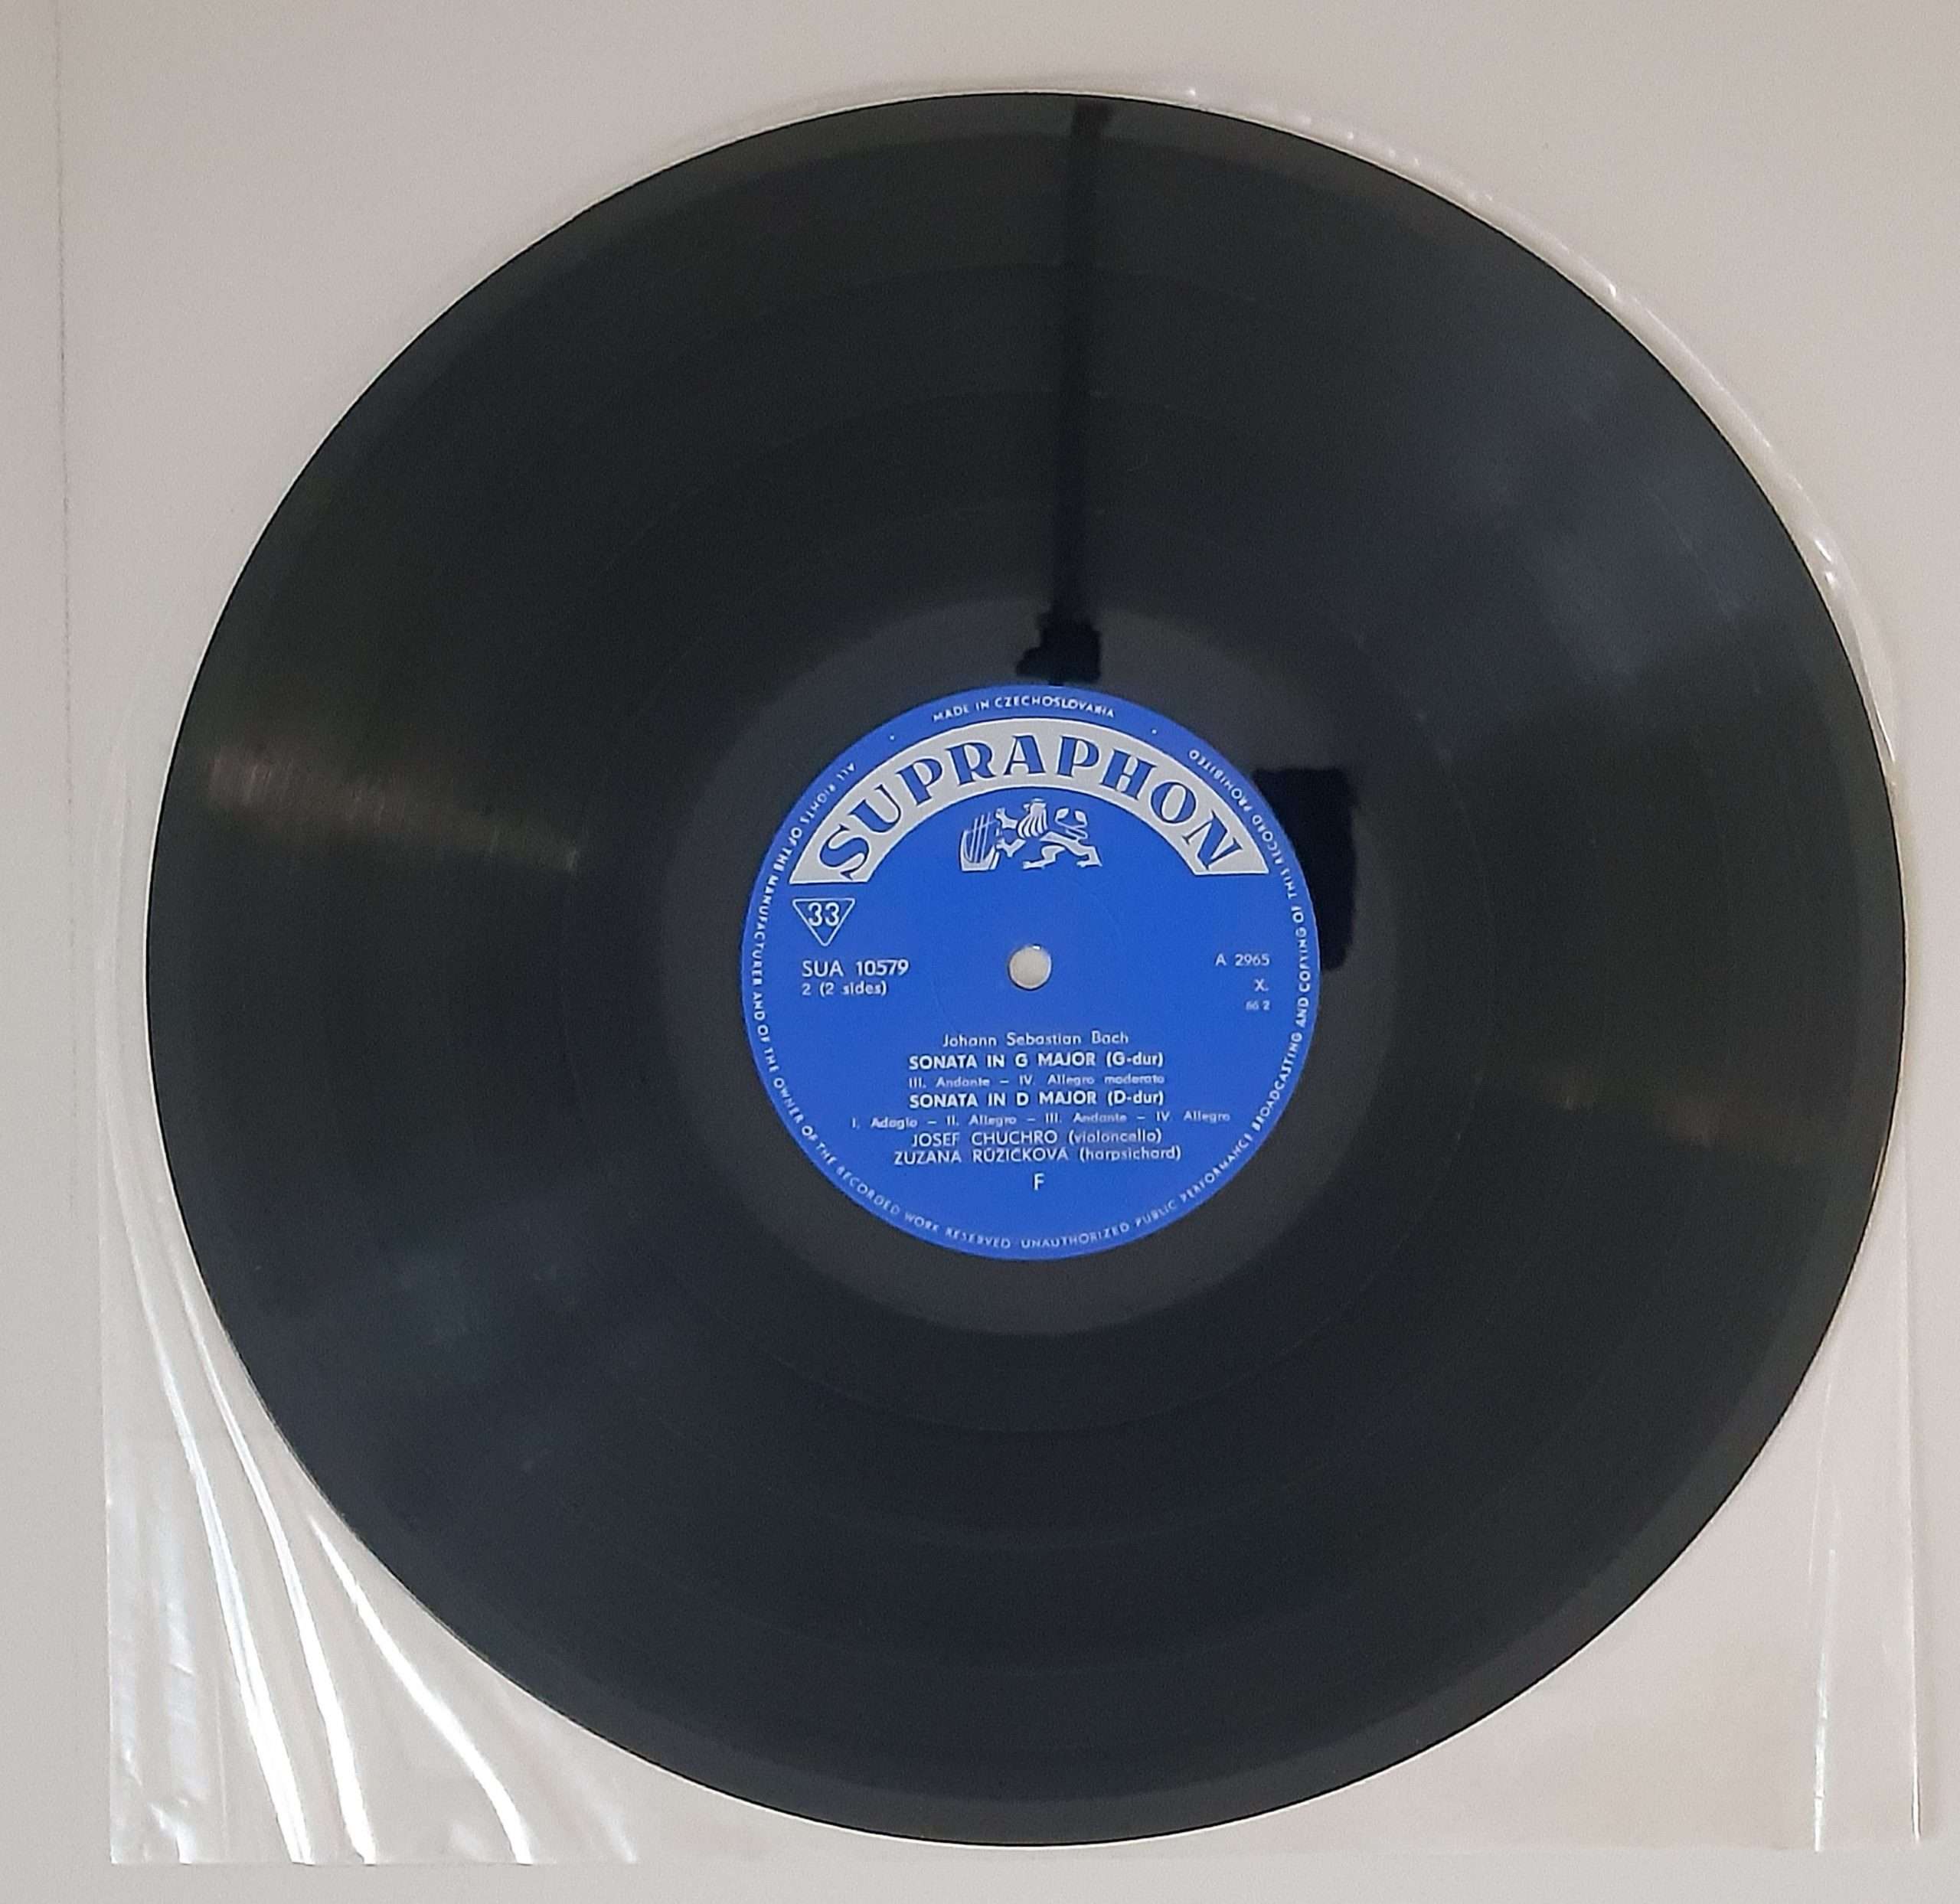 MADE IN CZECHOSLOVAKIA
ALL RIGHTS OF THE MANUFACTURER AND OF THE OWNER OF THE RECORDED WORK RESERVED UNAUTHORIZED PUBLIC PERFORMANCE BROADCASTING AND COPYING OF THIS RECORD PROHIBITED
SUPRAPHON
33
SUA 10579
2 (2 sides)
A 2965
X.
66 2
Johann Sebastian Bach
SONATA IN G MAJOR (G-dur)
III. Andante – IV. Allegro moderato
SONATA IN D MAJOR (D-dur)
I. Adagio – II. Allegro – III. Andante – IV. Allegro
JOSEF CHUCHRO (violoncello)
ZUZANA RŮŽIČKOVÁ (harpsichord)
F